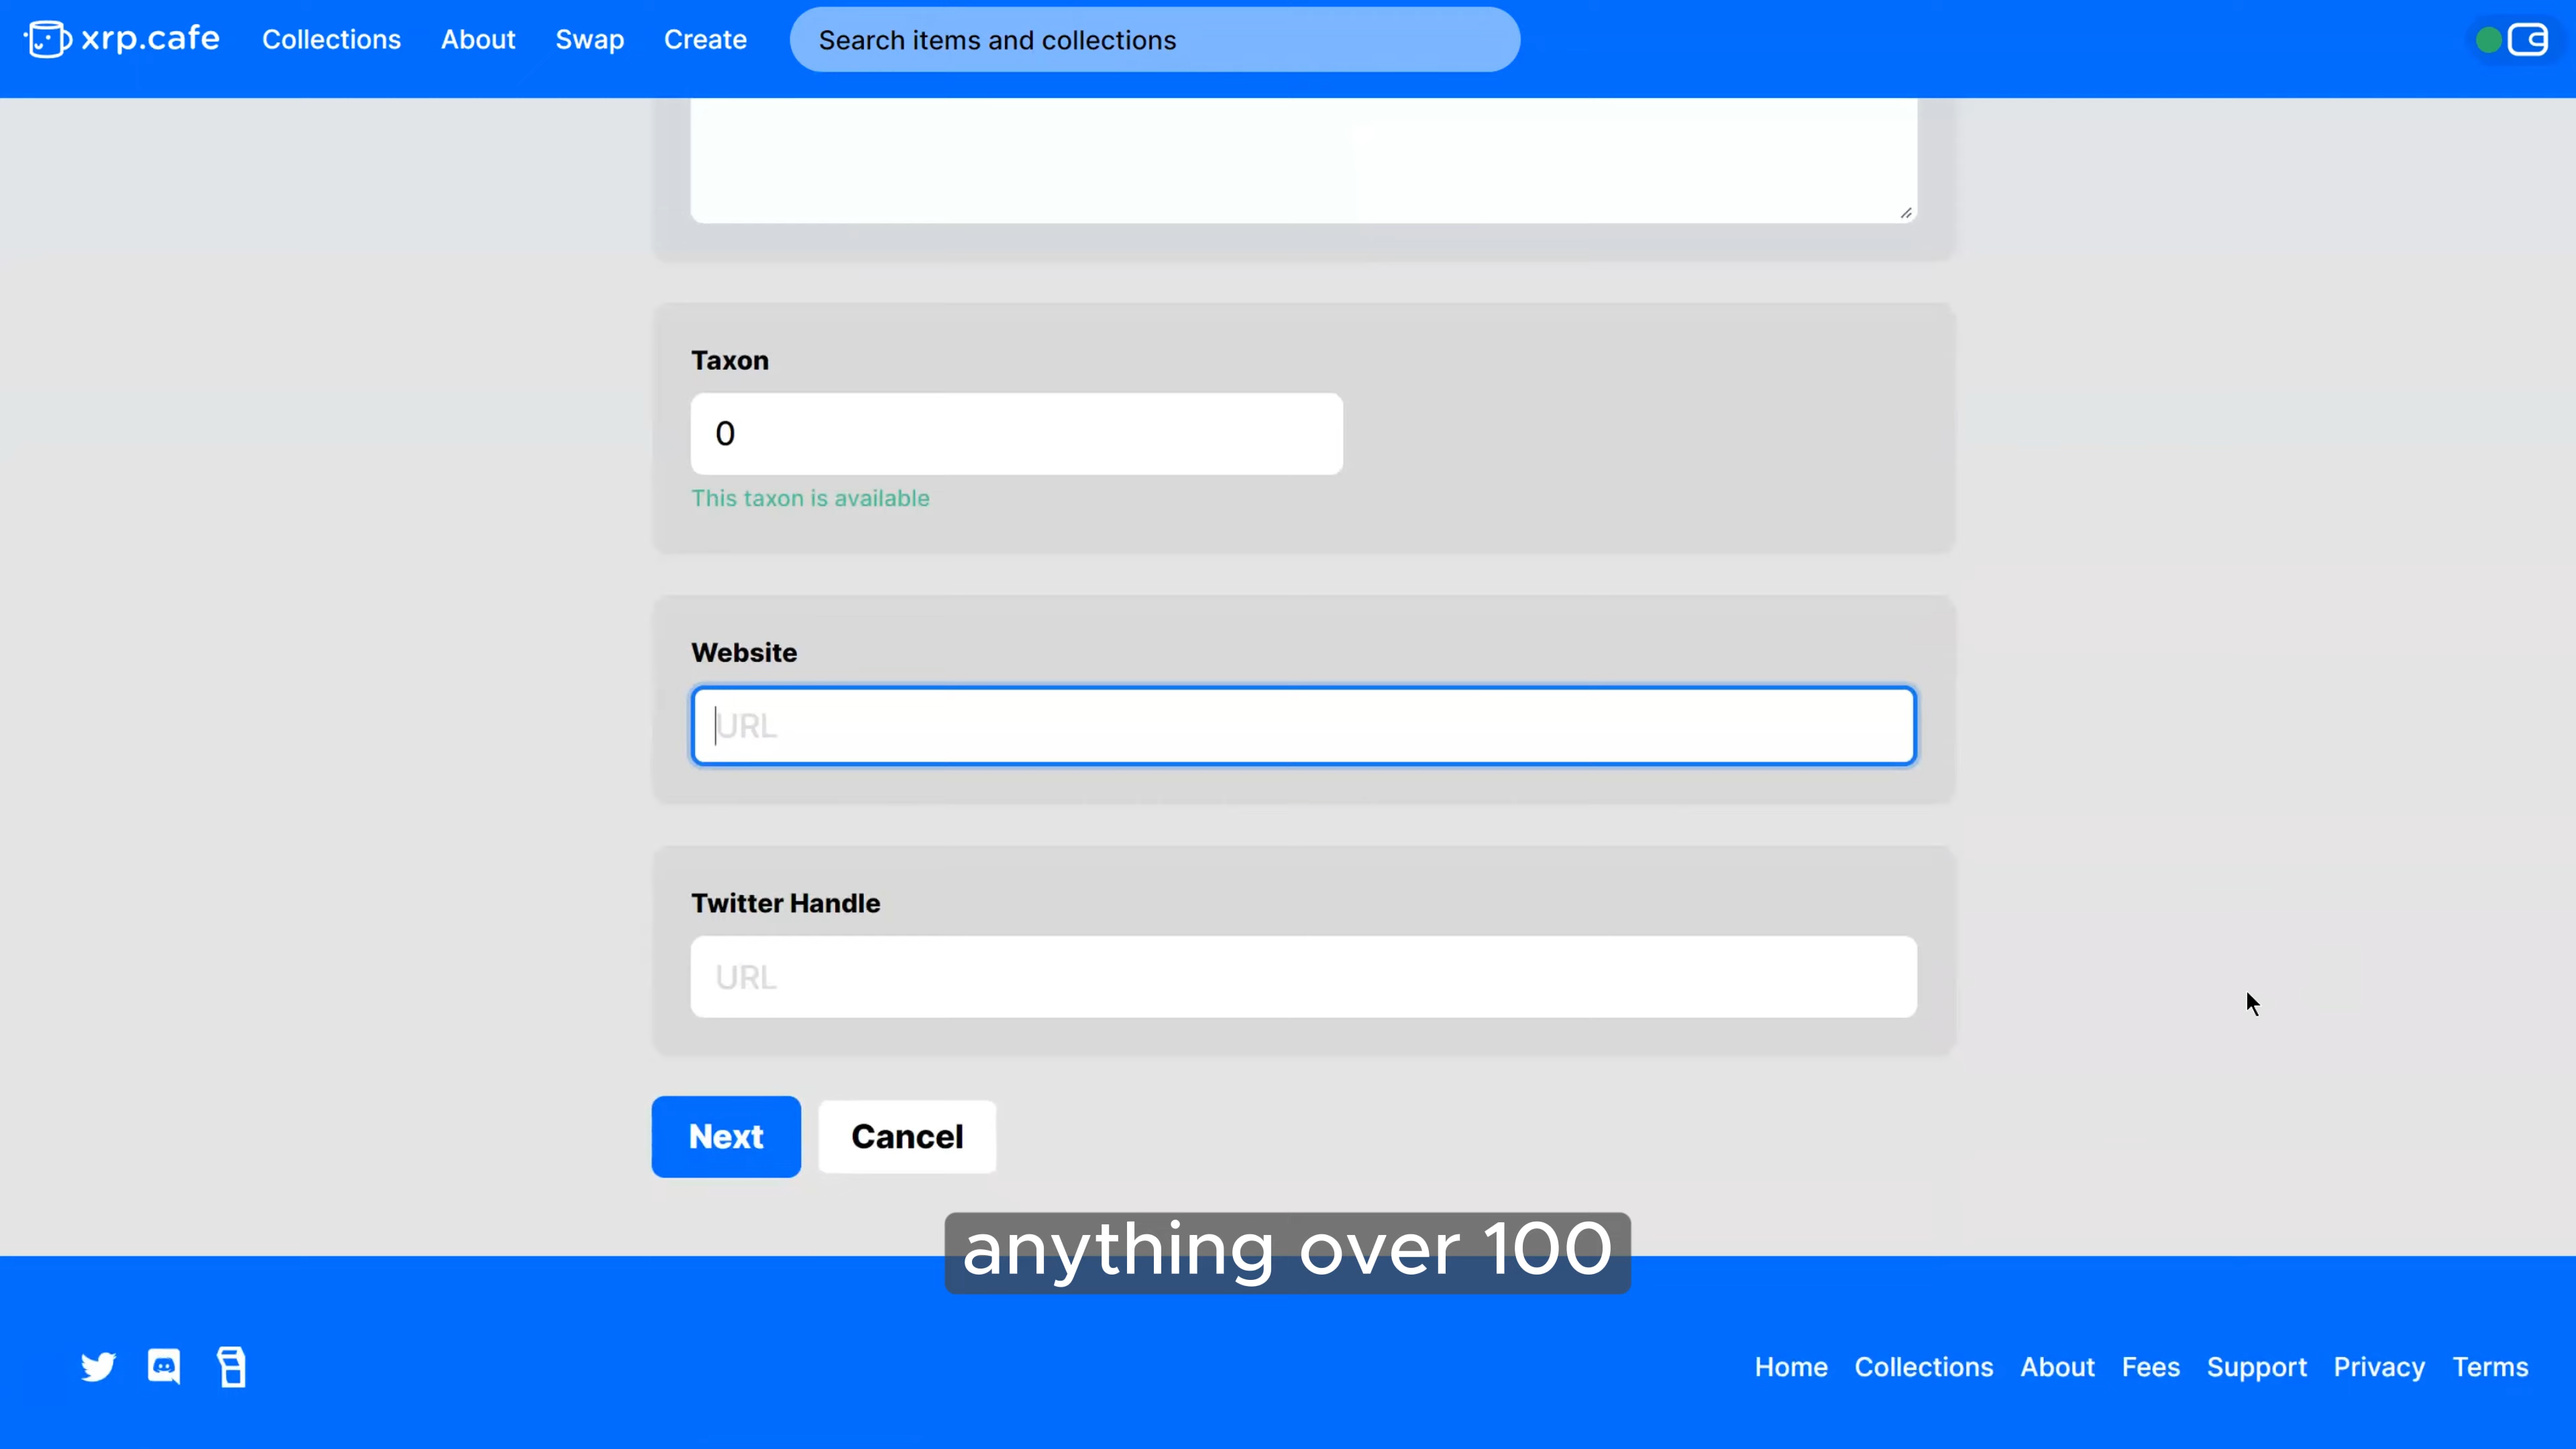 xrp.cafe Collections About Swap Create Search items and collections
Taxon
0
This taxon is available
Website
URL
Twitter Handle
URL
Next Cancel
anything over 100
Home Collections About Fees Support Privacy Terms